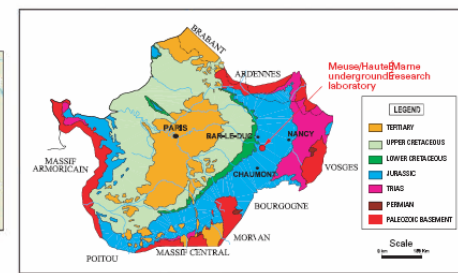 BRABANT
ARDENNES
Meuse/Haute Marne
underground research
laboratory
PARIS
BAR-LE-DUC
NANCY
MASSIF
ARMORICAIN
VOSGES
CHAUMONT
BOURGOGNE
MORVAN
MASSIF CENTRAL
POITOU
LEGEND
TERTIARY
UPPER CRETACEOUS
LOWER CRETACEOUS
JURASSIC
TRIAS
PERMIAN
PALEOZOIC BASEMENT
Scale